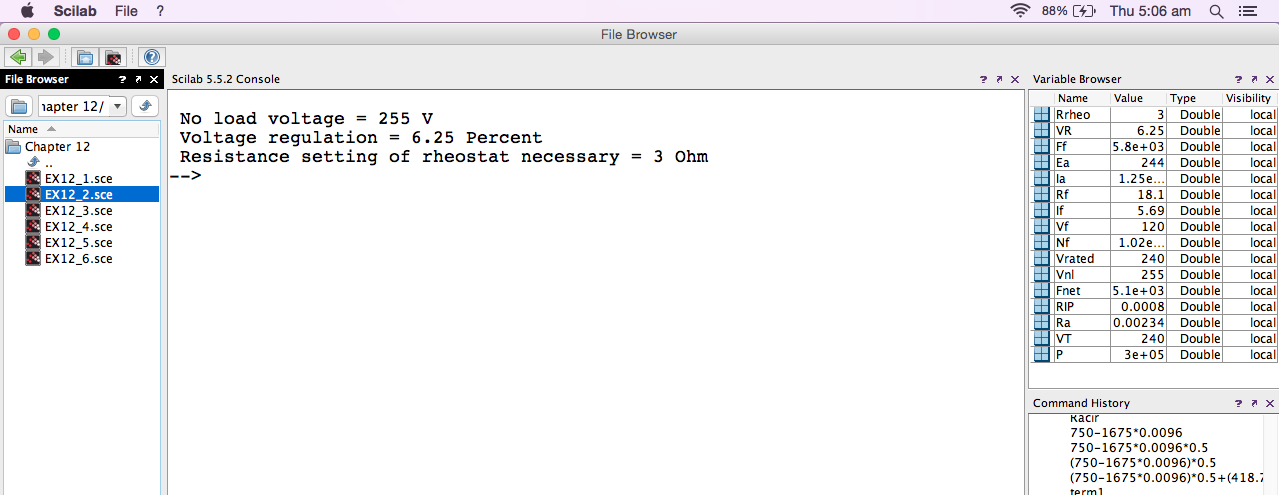 Scilab File ? 88% Thu 5:06 am
File Browser
File Browser ? ↗ ✕
Scilab 5.5.2 Console ? ↗ ✕
Variable Browser ? ↗ ✕
hapter 12/
Name
Chapter 12
..
EX12_1.sce
EX12_2.sce
EX12_3.sce
EX12_4.sce
EX12_5.sce
EX12_6.sce
No load voltage = 255 V
Voltage regulation = 6.25 Percent
Resistance setting of rheostat necessary = 3 Ohm
-->
Name Value Type Visibility
Rrheo 3 Double local
VR 6.25 Double local
Ff 5.8e+03 Double local
Ea 244 Double local
Ia 1.25e... Double local
Rf 18.1 Double local
If 5.69 Double local
Vf 120 Double local
Nf 1.02e... Double local
Vrated 240 Double local
Vnl 255 Double local
Fnet 5.1e+03 Double local
RIP 0.0008 Double local
Ra 0.00234 Double local
VT 240 Double local
P 3e+05 Double local
Command History ? ↗ ✕
Racir
750-1675*0.0096
750-1675*0.0096*0.5
(750-1675*0.0096)*0.5
(750-1675*0.0096)*0.5+(418.7
term1